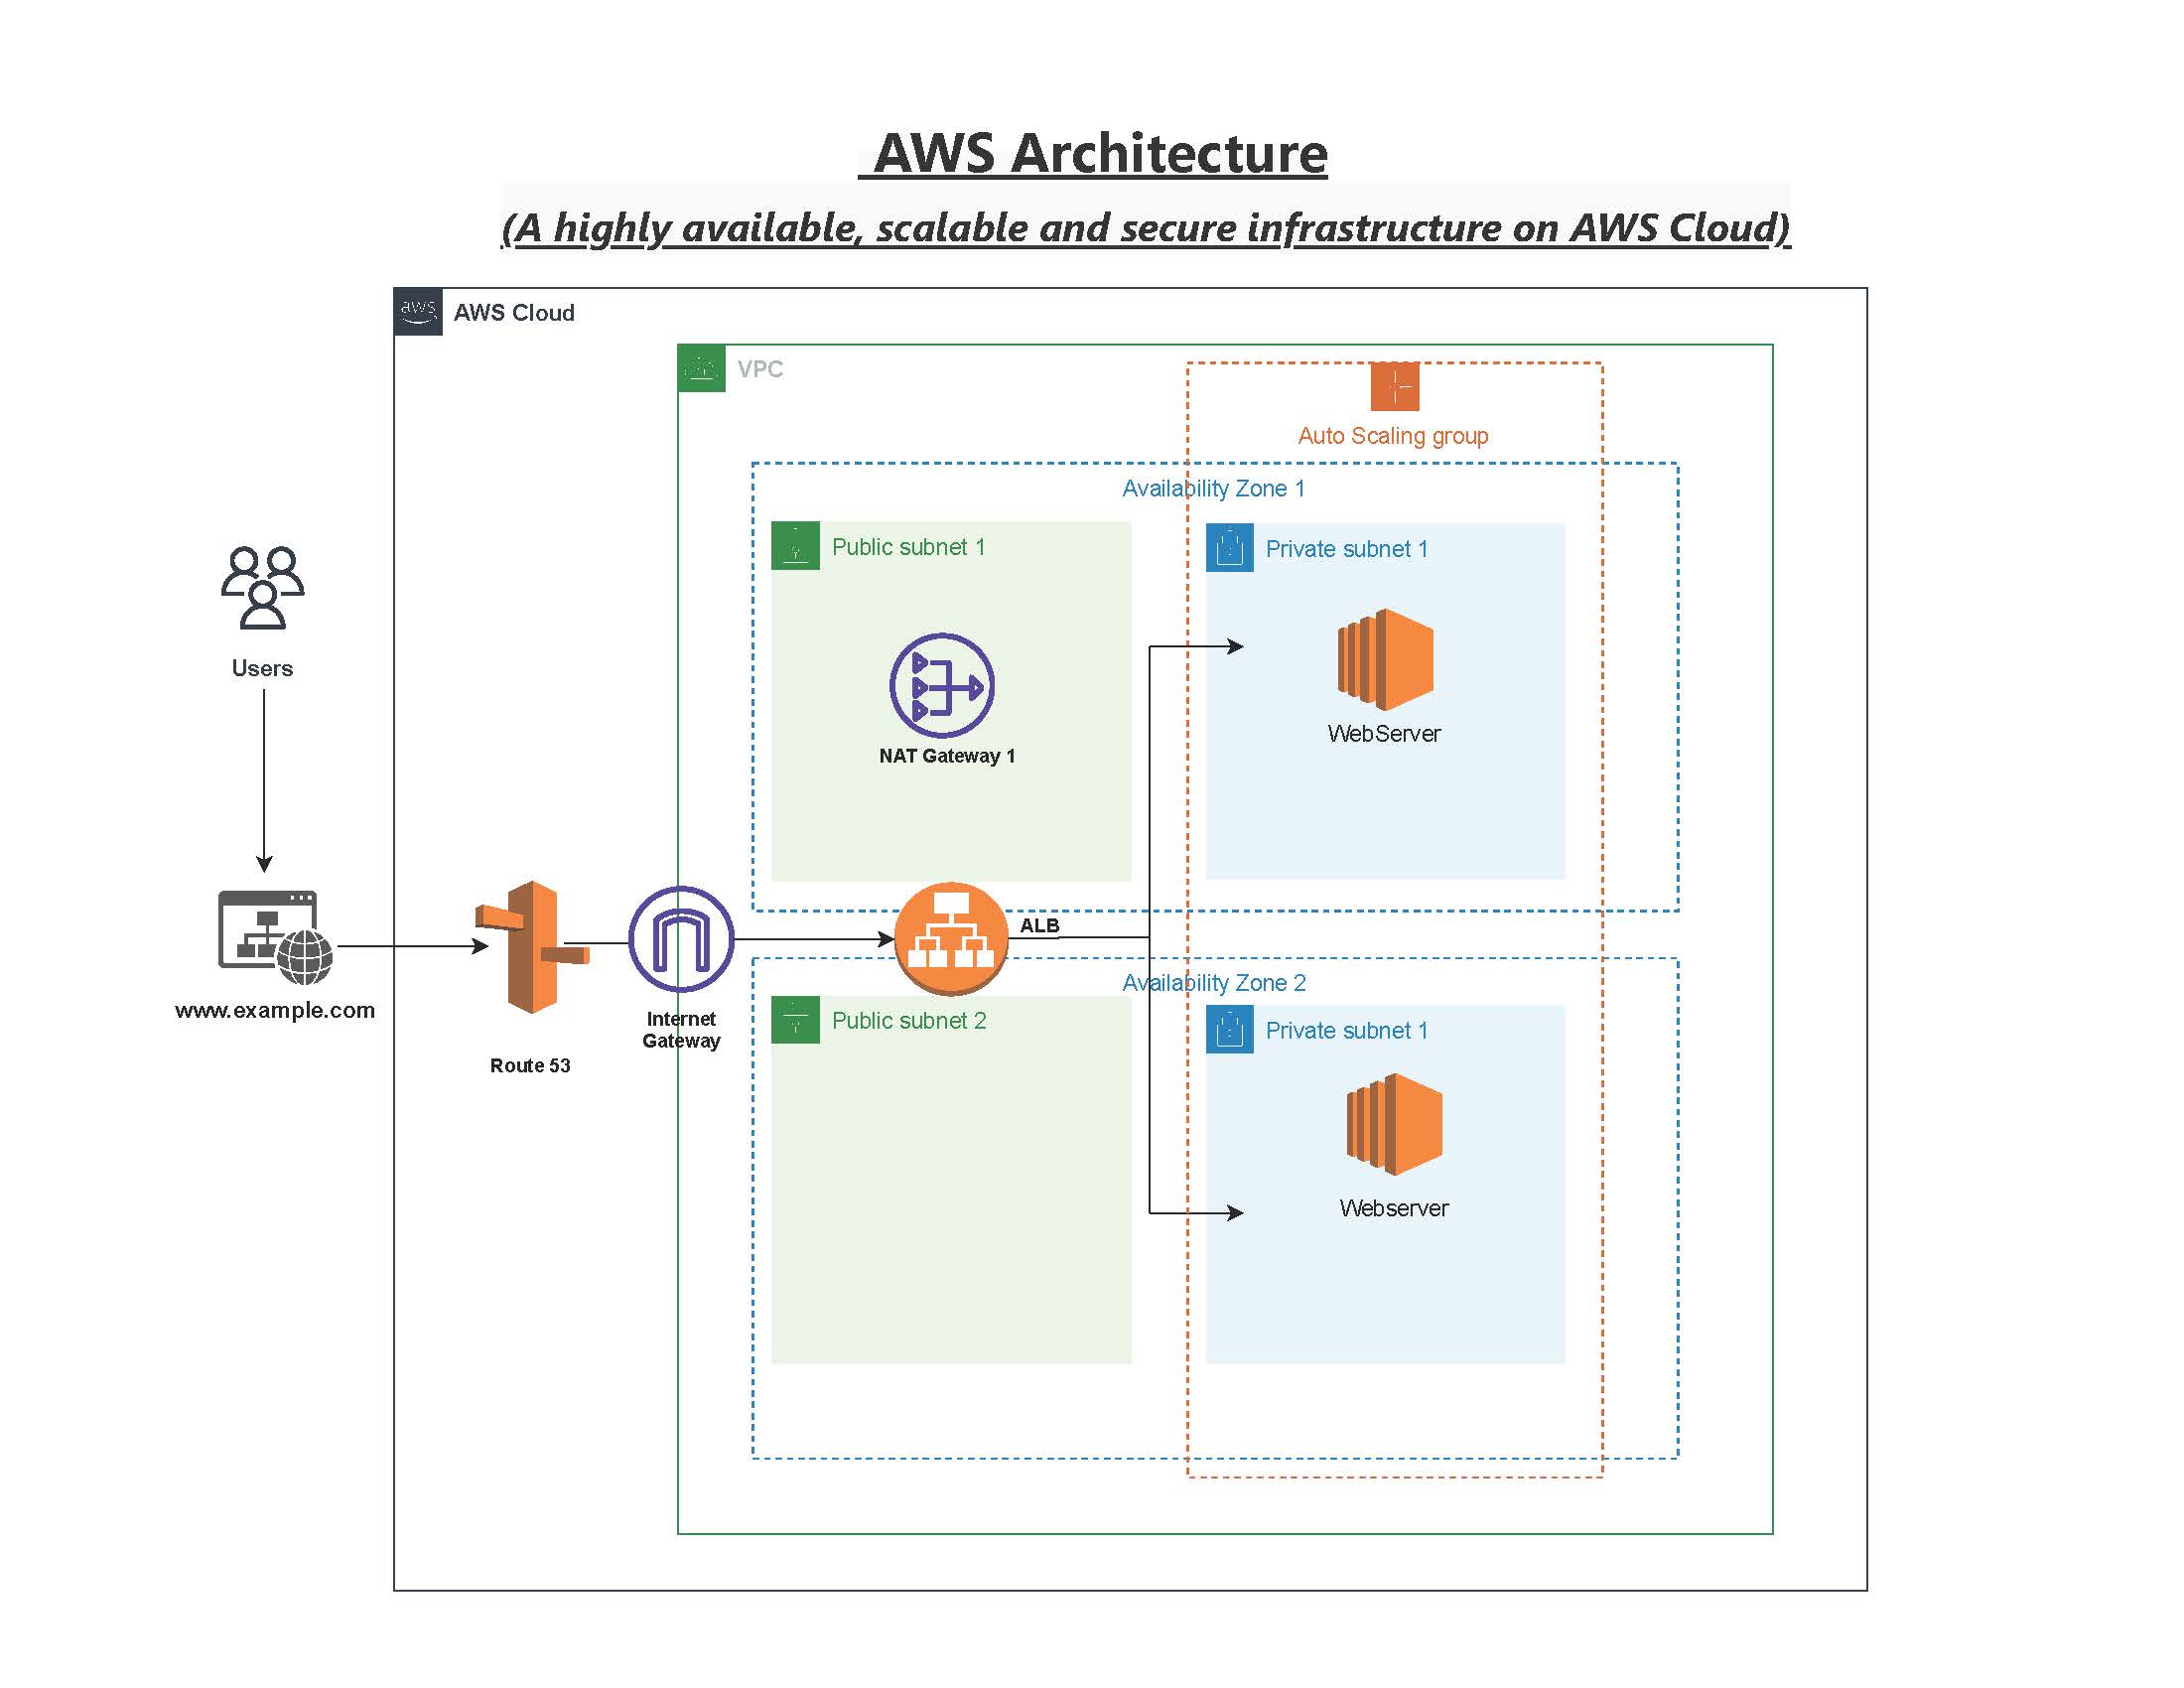 AWS Architecture
(A highly available, scalable and secure infrastructure on AWS Cloud)
aws
AWS Cloud
VPC
Auto Scaling group
Availability Zone 1
Public subnet 1
Private subnet 1
Users
NAT Gateway 1
WebServer
ALB
Availability Zone 2
www.example.com
Route 53
Internet
Gateway
Public subnet 2
Private subnet 1
Webserver